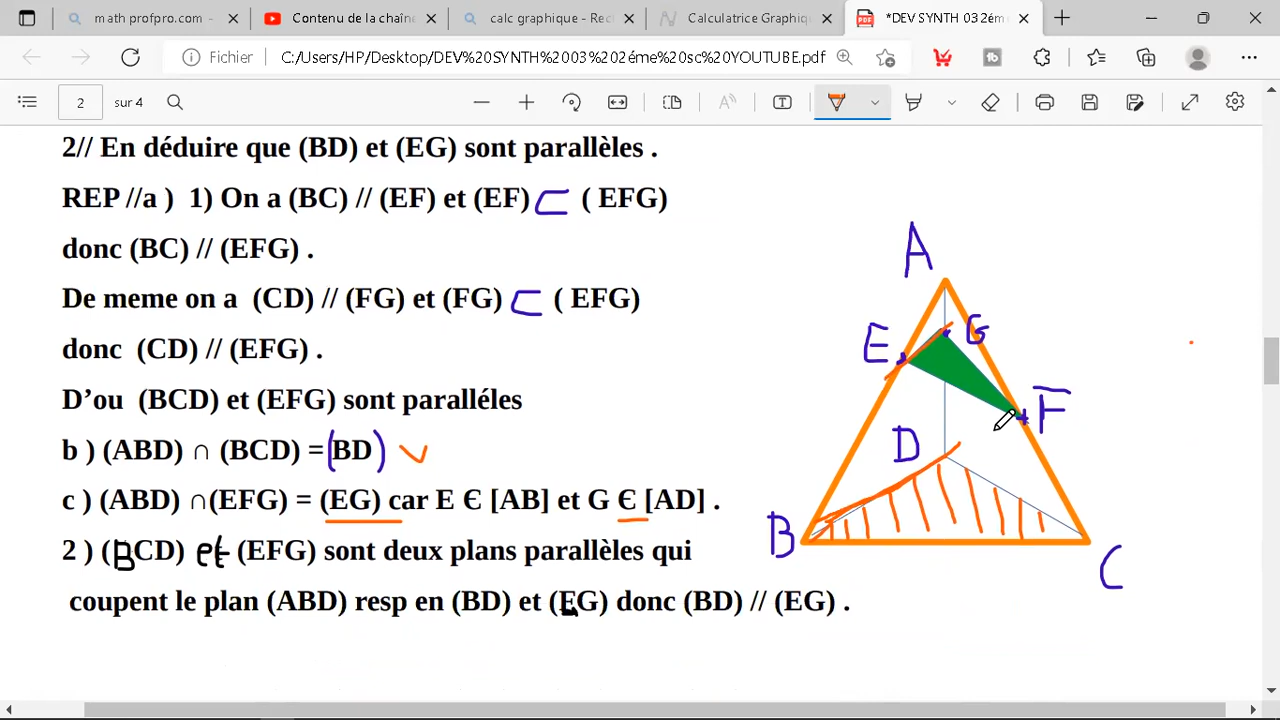 math profpro.com -
Contenu de la chaîne
calc graphique - Rec
Calculatrice Graphiqu
*DEV SYNTH 03 2ém
Fichier
C:/Users/HP/Desktop/DEV%20SYNTH%2003%202éme%20sc%20YOUTUBE.pdf
2
sur 4
2// En déduire que (BD) et (EG) sont parallèles .
REP //a ) 1) On a (BC) // (EF) et (EF) ⊂ ( EFG)
donc (BC) // (EFG) .
De meme on a (CD) // (FG) et (FG) ⊂ ( EFG)
donc (CD) // (EFG) .
D’ou (BCD) et (EFG) sont paralléles
b ) (ABD) ∩ (BCD) = (BD)
c ) (ABD) ∩(EFG) = (EG) car E Є [AB] et G Є [AD] .
2 ) (BCD) et (EFG) sont deux plans parallèles qui
coupent le plan (ABD) resp en (BD) et (EG) donc (BD) // (EG) .
A
E
G
F
D
B
C